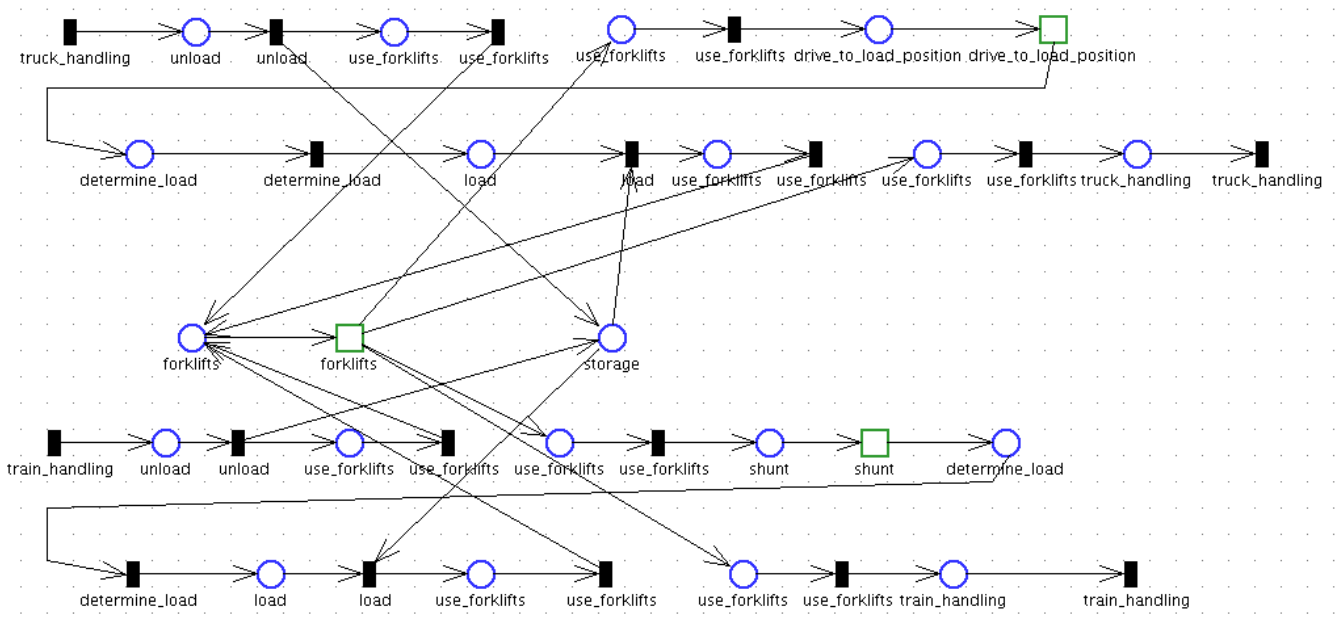 truck_handling unload unload use_forklifts use_forklifts use_forklifts use_forklifts drive_to_load_position drive_to_load_position
determine_load determine_load load load use_forklifts use_forklifts use_forklifts use_forklifts truck_handling truck_handling
forklifts forklifts storage
train_handling unload unload use_forklifts use_forklifts use_forklifts use_forklifts shunt shunt determine_load
determine_load load load use_forklifts use_forklifts use_forklifts use_forklifts train_handling train_handling